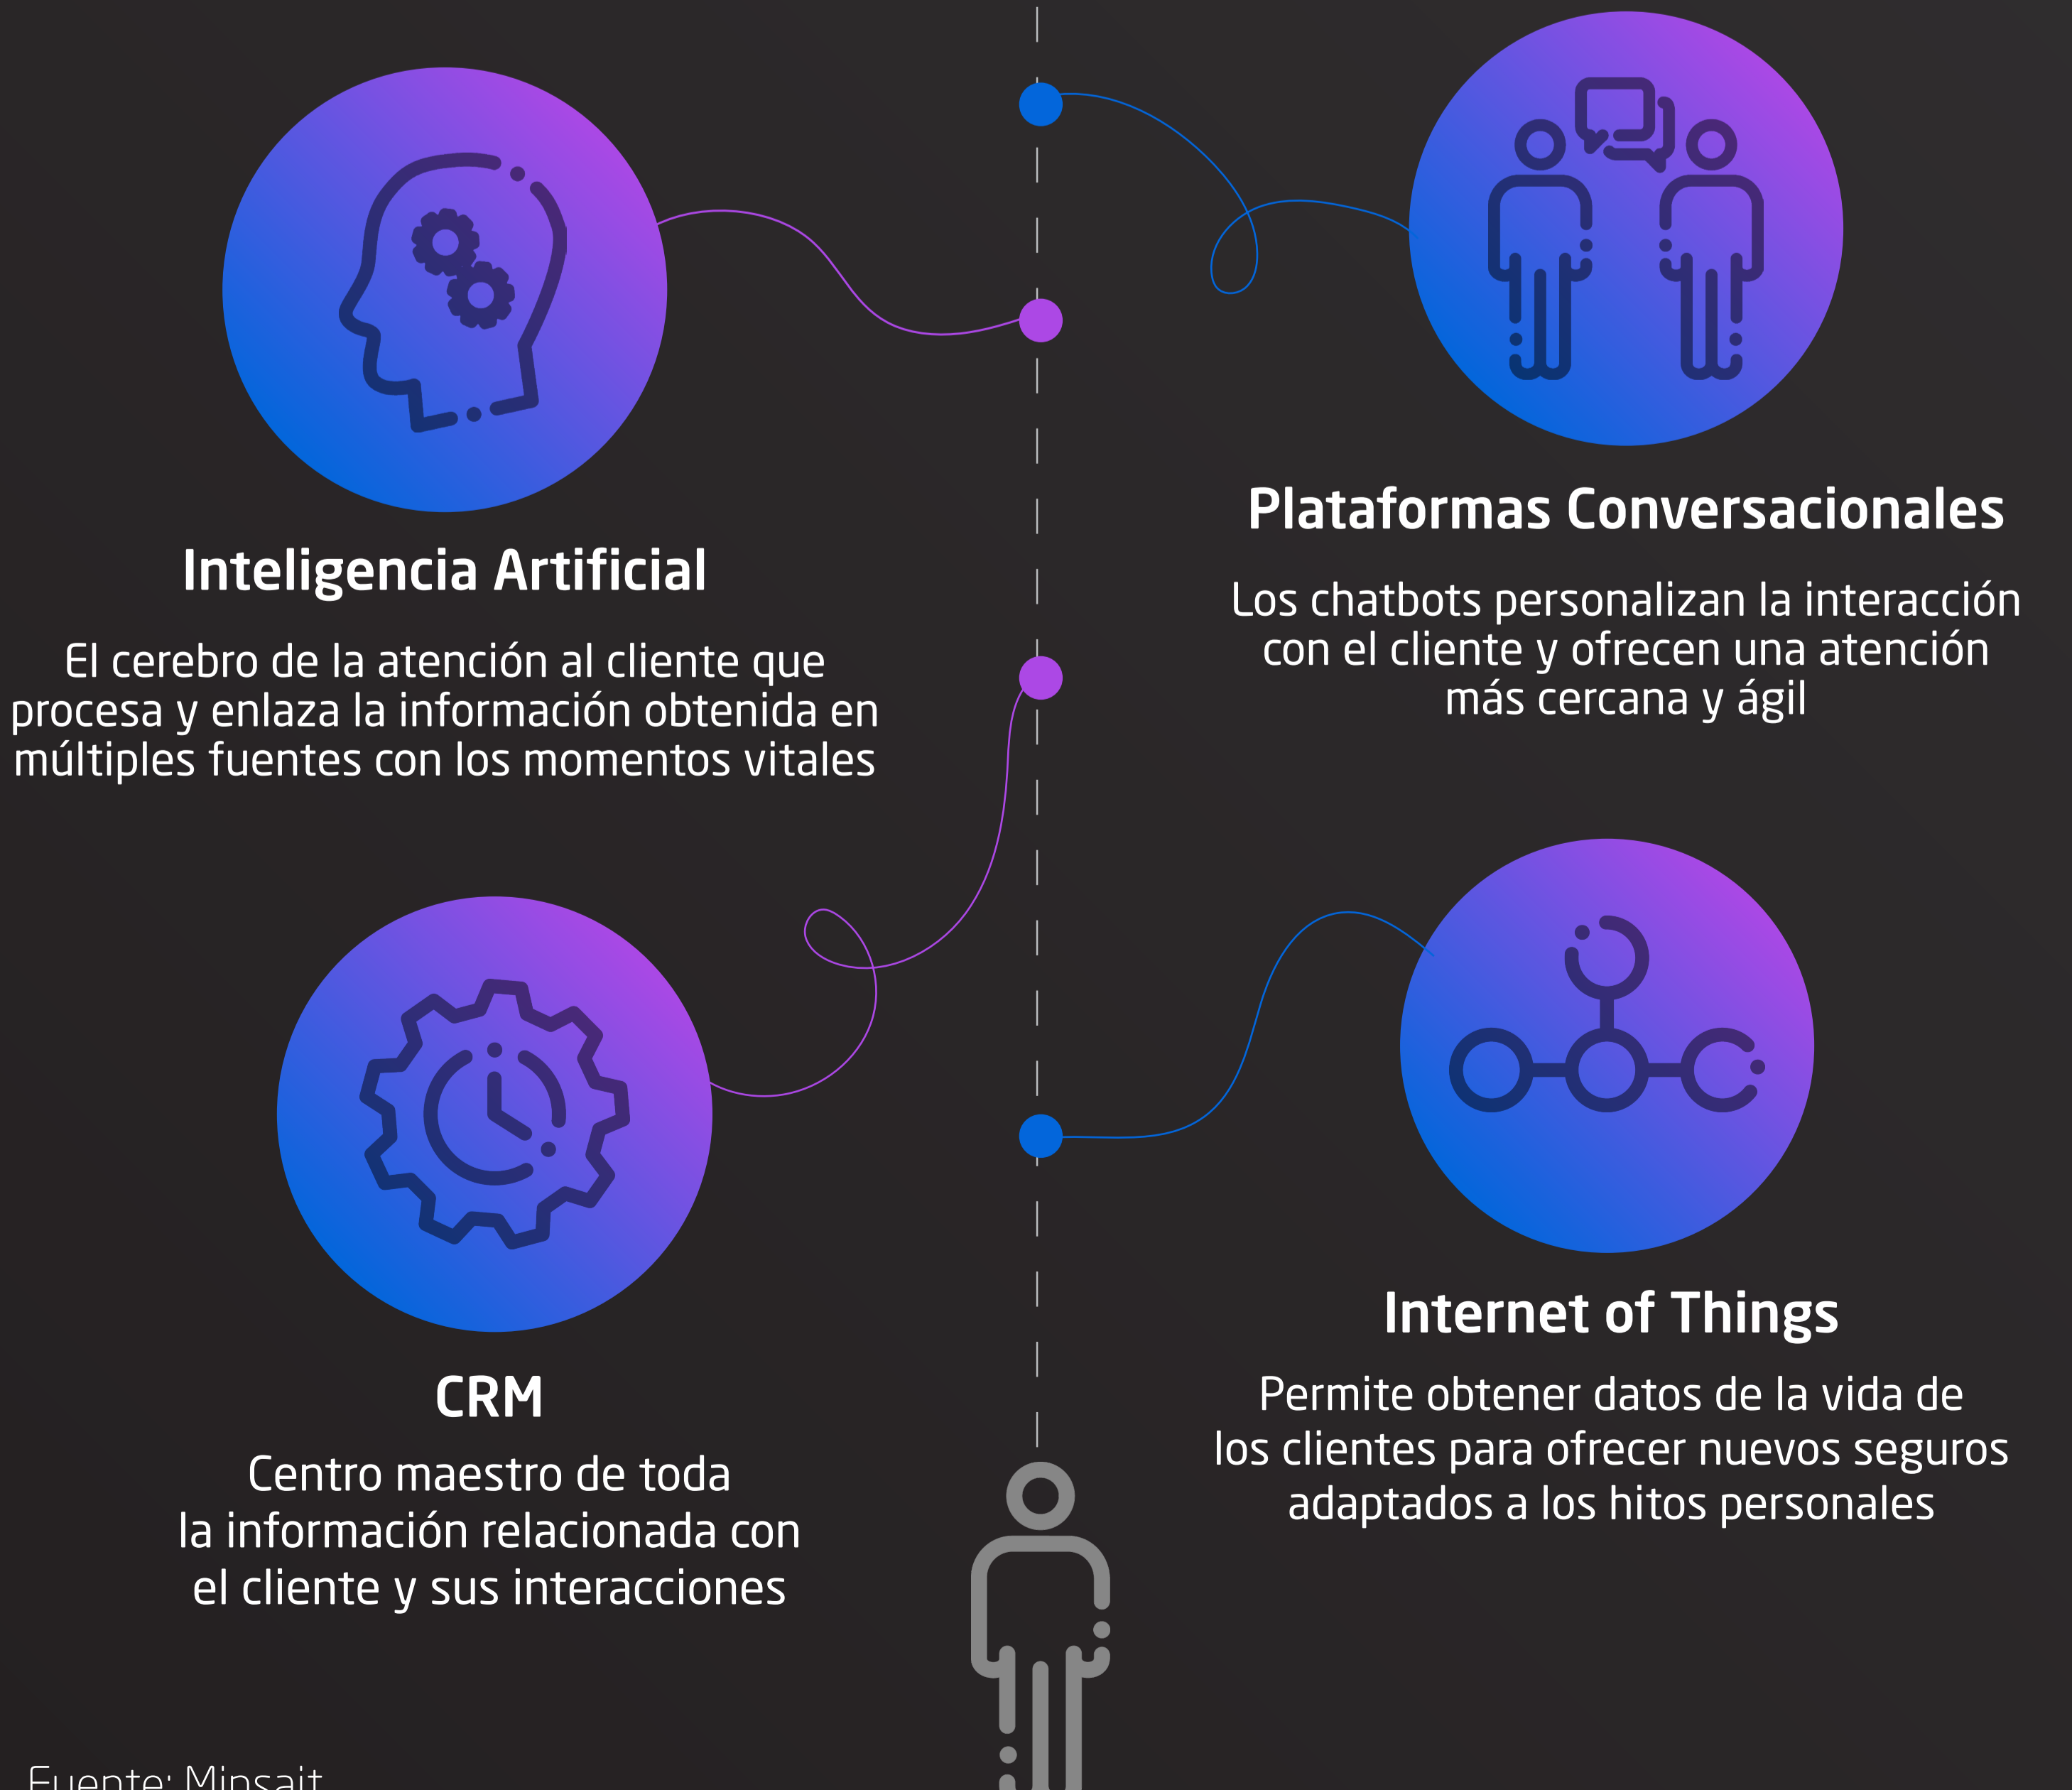 Inteligencia Artificial
El cerebro de la atención al cliente que
procesa y enlaza la información obtenida en
múltiples fuentes con los momentos vitales
Plataformas Conversacionales
Los chatbots personalizan la interacción
con el cliente y ofrecen una atención
más cercana y ágil
CRM
Centro maestro de toda
la información relacionada con
el cliente y sus interacciones
Internet of Things
Permite obtener datos de la vida de
los clientes para ofrecer nuevos seguros
adaptados a los hitos personales
Fuente: Minsait